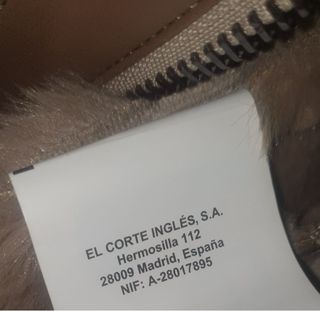 EL CORTE INGLÉS, S.A.
Hermosilla 112
28009 Madrid, España
NIF: A-28017895